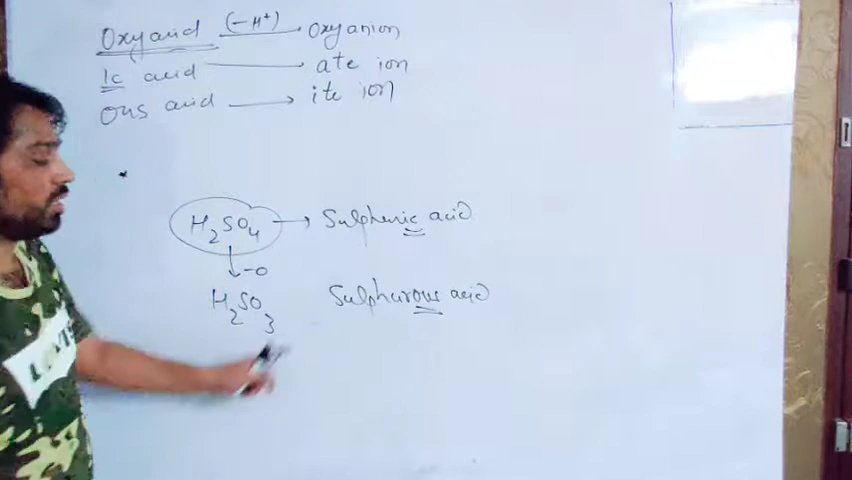 Oxyacid (-H⁺) → Oxyanion
Ic acid → ate ion
Ous acid → ite ion
H₂SO₄ → Sulphuric acid
↓ -O
H₂SO₃ Sulphurous acid